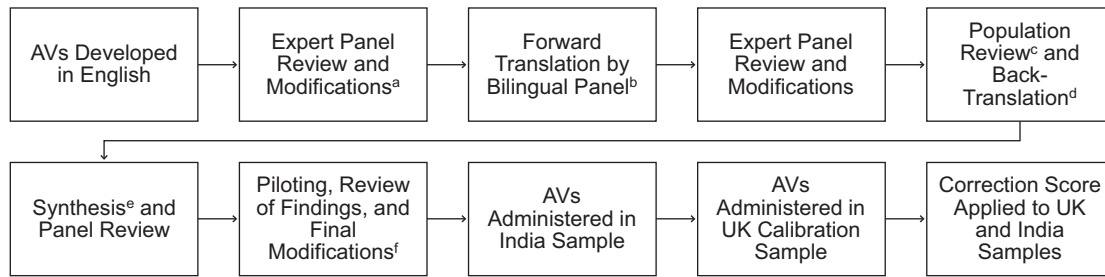 AVs Developed
in English
Expert Panel
Review and
Modificationsᵃ
Forward
Translation by
Bilingual Panelᵇ
Expert Panel
Review and
Modifications
Population
Reviewᶜ and
Back-
Translationᵈ
Synthesisᵉ and
Panel Review
Piloting, Review
of Findings, and
Final
Modificationsᶠ
AVs
Administered in
India Sample
AVs
Administered in
UK Calibration
Sample
Correction Score
Applied to UK
and India
Samples